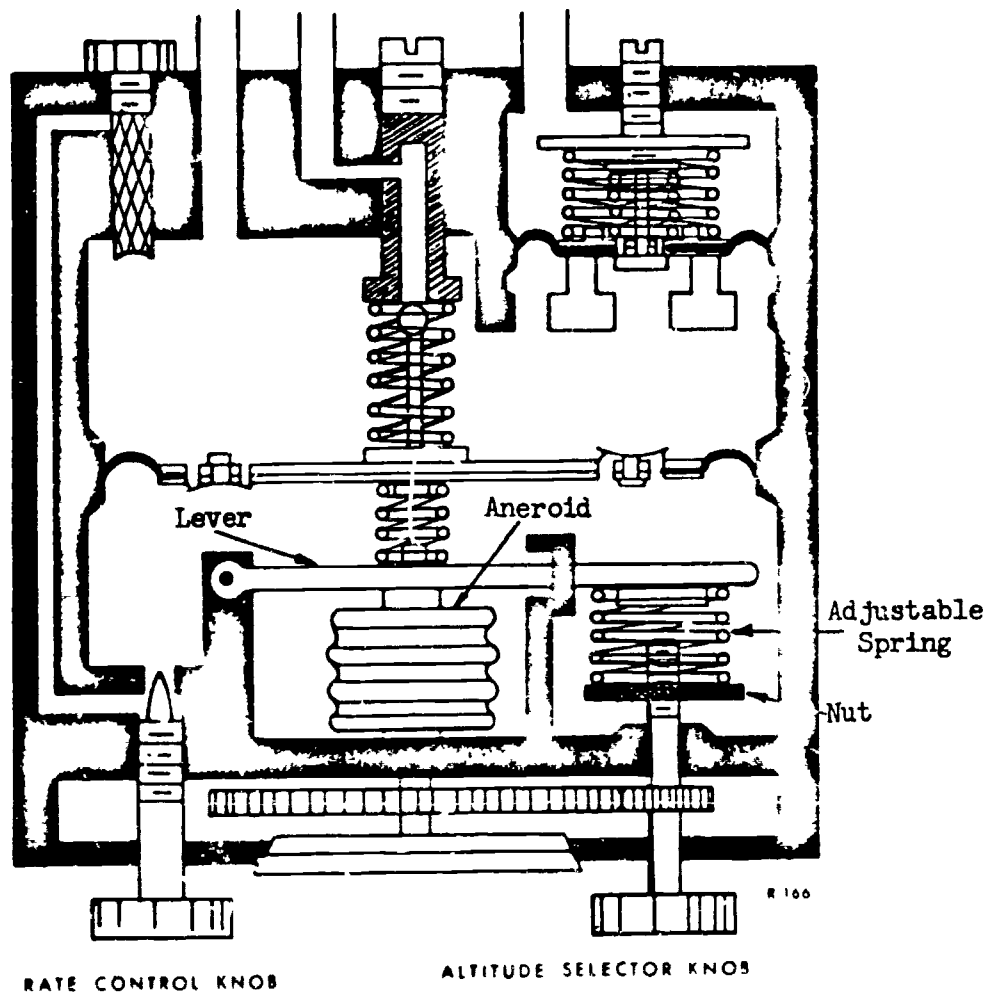 Lever
Aneroid
Adjustable
Spring
Nut
R 166
RATE CONTROL KNOB
ALTITUDE SELECTOR KNOB